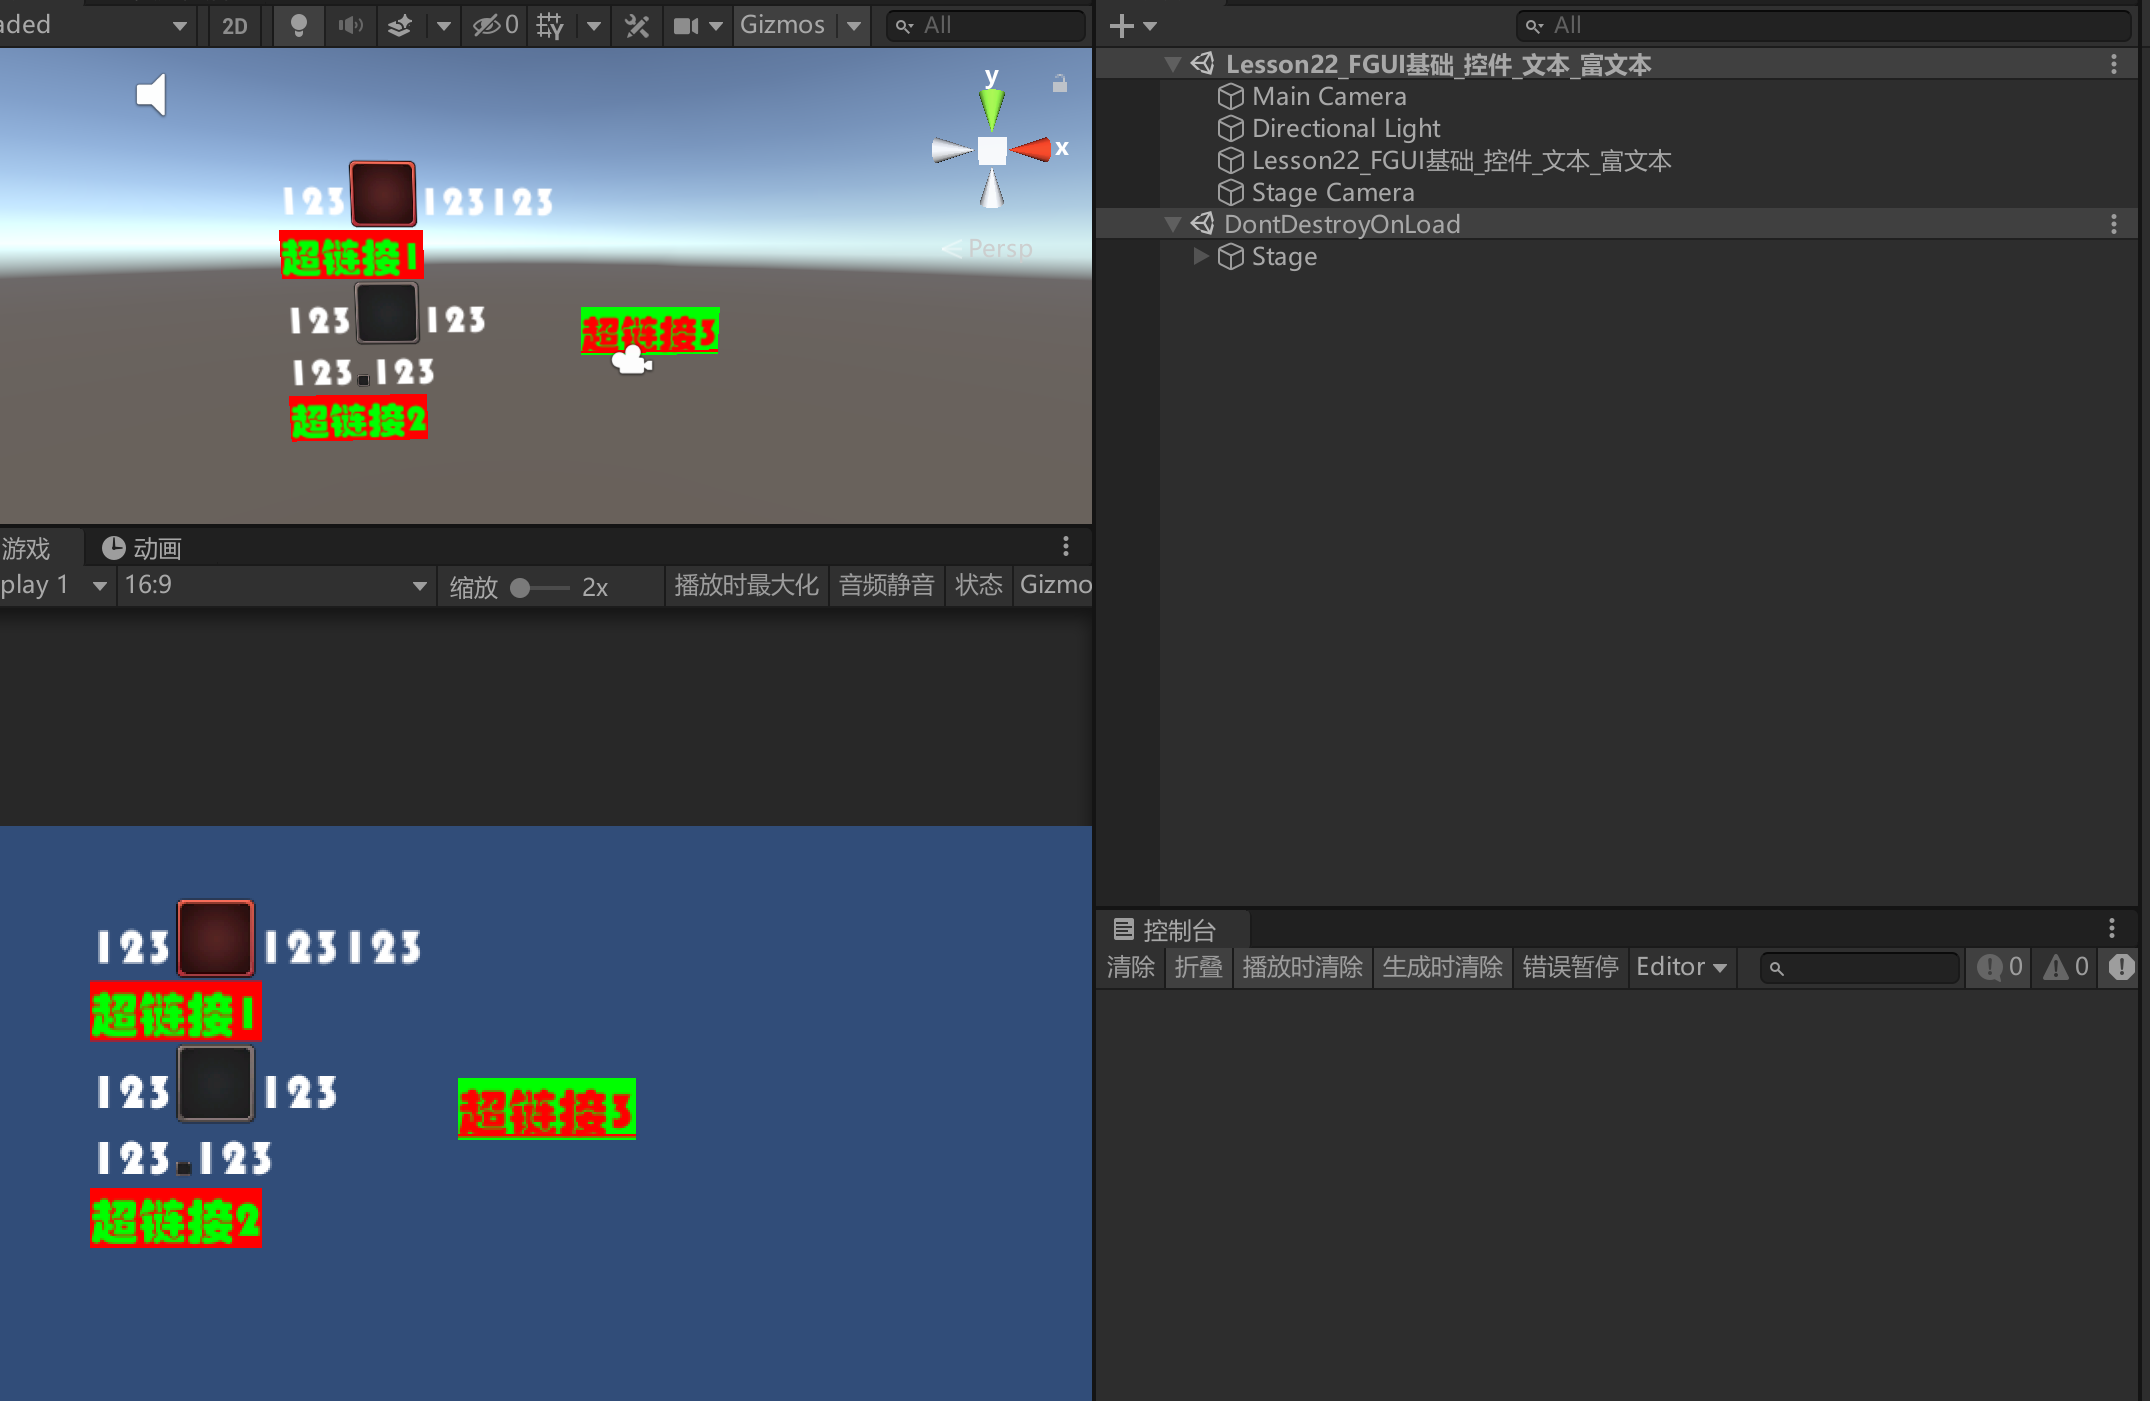 aded 2D 0 Gizmos All
y
x
Persp
123 123123
超链接1
123 123
123 123
超链接2
超链接3
游戏 动画
play 1 16:9 缩放 2x 播放时最大化 音频静音 状态 Gizmo
123 123123
超链接1
123 123
123 123
超链接2
超链接3
All
Lesson22_FGUI基础_控件_文本_富文本
Main Camera
Directional Light
Lesson22_FGUI基础_控件_文本_富文本
Stage Camera
DontDestroyOnLoad
Stage
控制台
清除 折叠 播放时清除 生成时清除 错误暂停 Editor 0 0